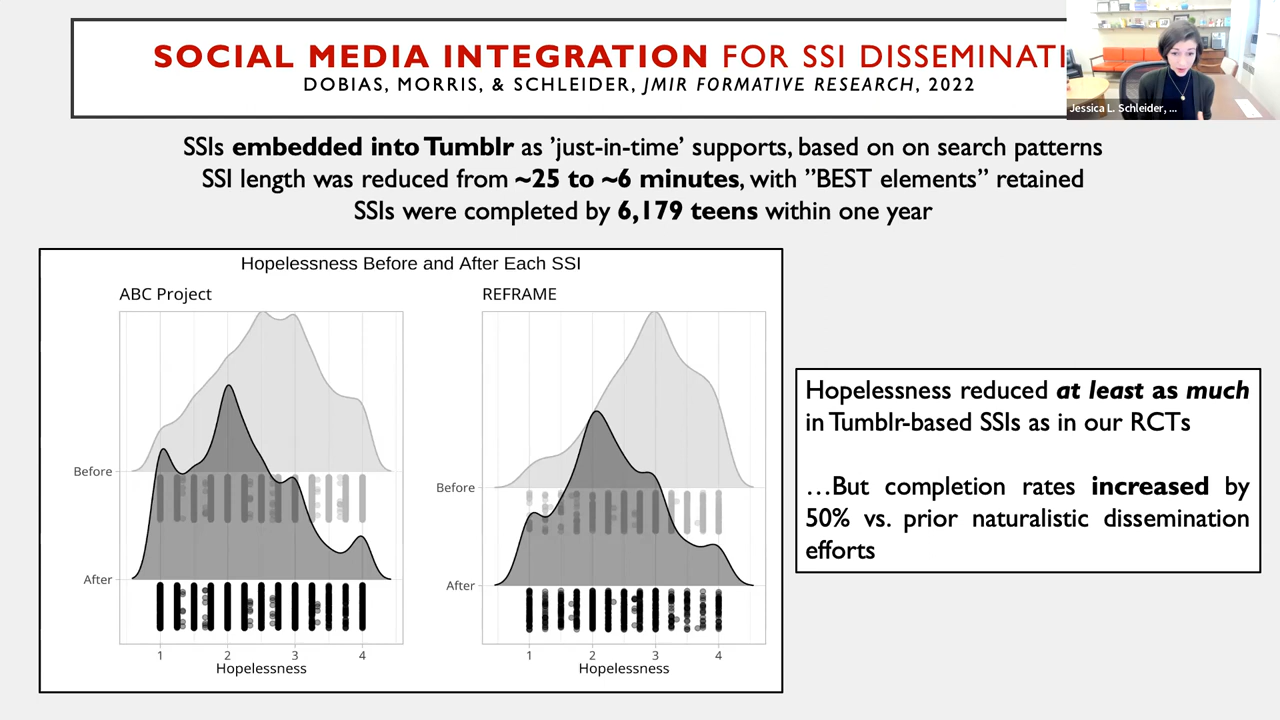 SOCIAL MEDIA INTEGRATION FOR SSI DISSEMINATI
DOBIAS, MORRIS, & SCHLEIDER, JMIR FORMATIVE RESEARCH, 2022
Jessica L. Schleider, ...
SSIs embedded into Tumblr as ’just-in-time’ supports, based on on search patterns
SSI length was reduced from ~25 to ~6 minutes, with ”BEST elements” retained
SSIs were completed by 6,179 teens within one year
Hopelessness Before and After Each SSI
ABC Project
Before
After
1 2 3 4
Hopelessness
REFRAME
Before
After
1 2 3 4
Hopelessness
Hopelessness reduced at least as much
in Tumblr-based SSIs as in our RCTs
…But completion rates increased by
50% vs. prior naturalistic dissemination
efforts